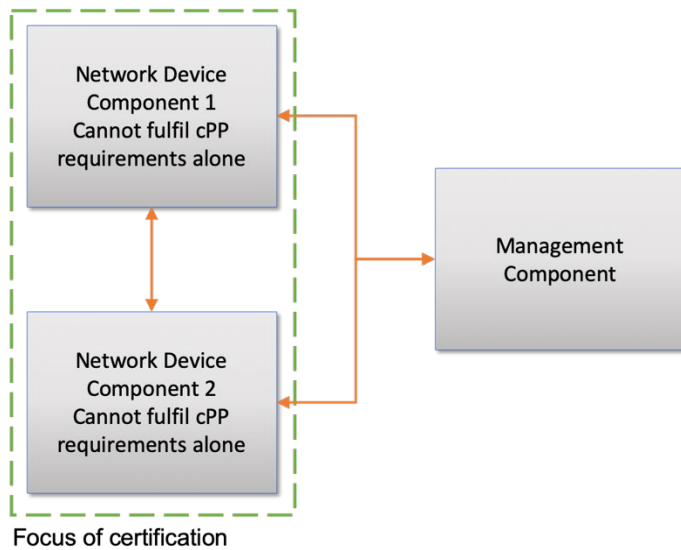 Network Device
Component 1
Cannot fulfil cPP
requirements alone
Management
Component
Network Device
Component 2
Cannot fulfil cPP
requirements alone
Focus of certification